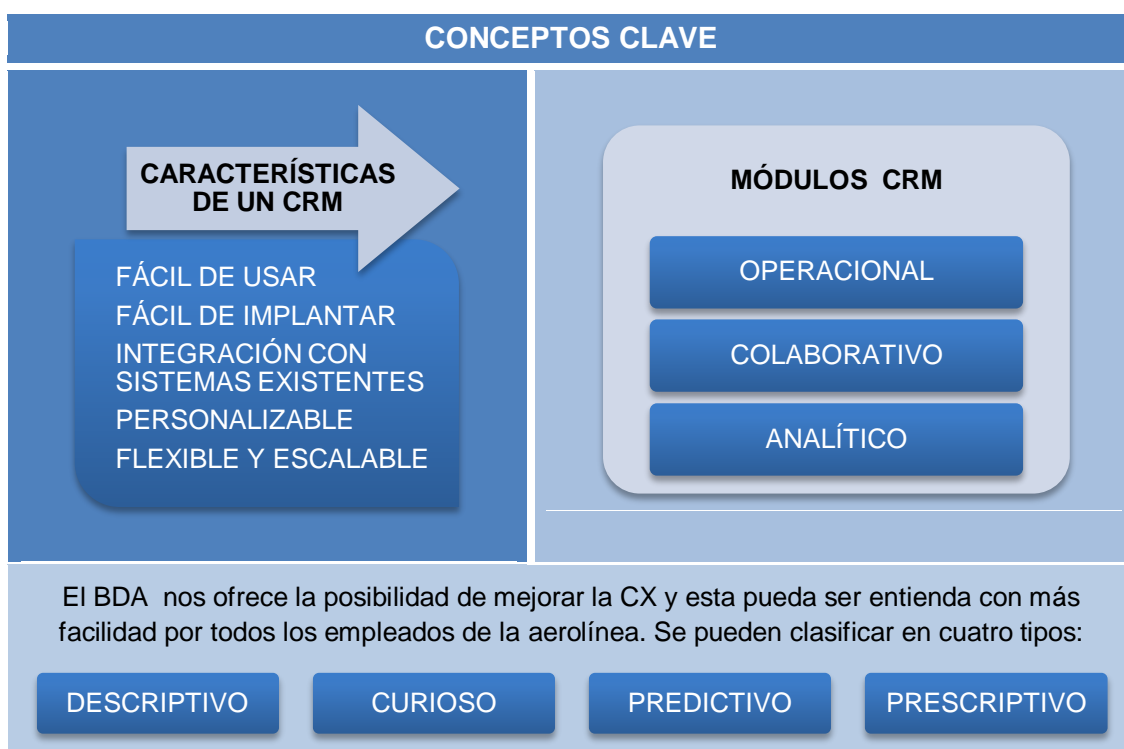 CONCEPTOS CLAVE
CARACTERÍSTICAS
DE UN CRM
FÁCIL DE USAR
FÁCIL DE IMPLANTAR
INTEGRACIÓN CON
SISTEMAS EXISTENTES
PERSONALIZABLE
FLEXIBLE Y ESCALABLE
MÓDULOS CRM
OPERACIONAL
COLABORATIVO
ANALÍTICO
El BDA nos ofrece la posibilidad de mejorar la CX y esta pueda ser entienda con más
facilidad por todos los empleados de la aerolínea. Se pueden clasificar en cuatro tipos:
DESCRIPTIVO
CURIOSO
PREDICTIVO
PRESCRIPTIVO